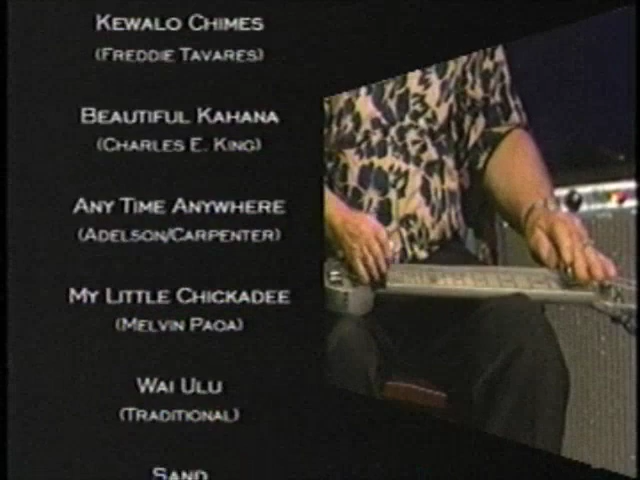 KEWALO CHIMES
(FREDDIE TAVARES)
BEAUTIFUL KAHANA
(CHARLES E. KING)
ANY TIME ANYWHERE
(ADELSON/CARPENTER)
MY LITTLE CHICKADEE
(MELVIN PAOA)
WAI ULU
(TRADITIONAL)
SAND